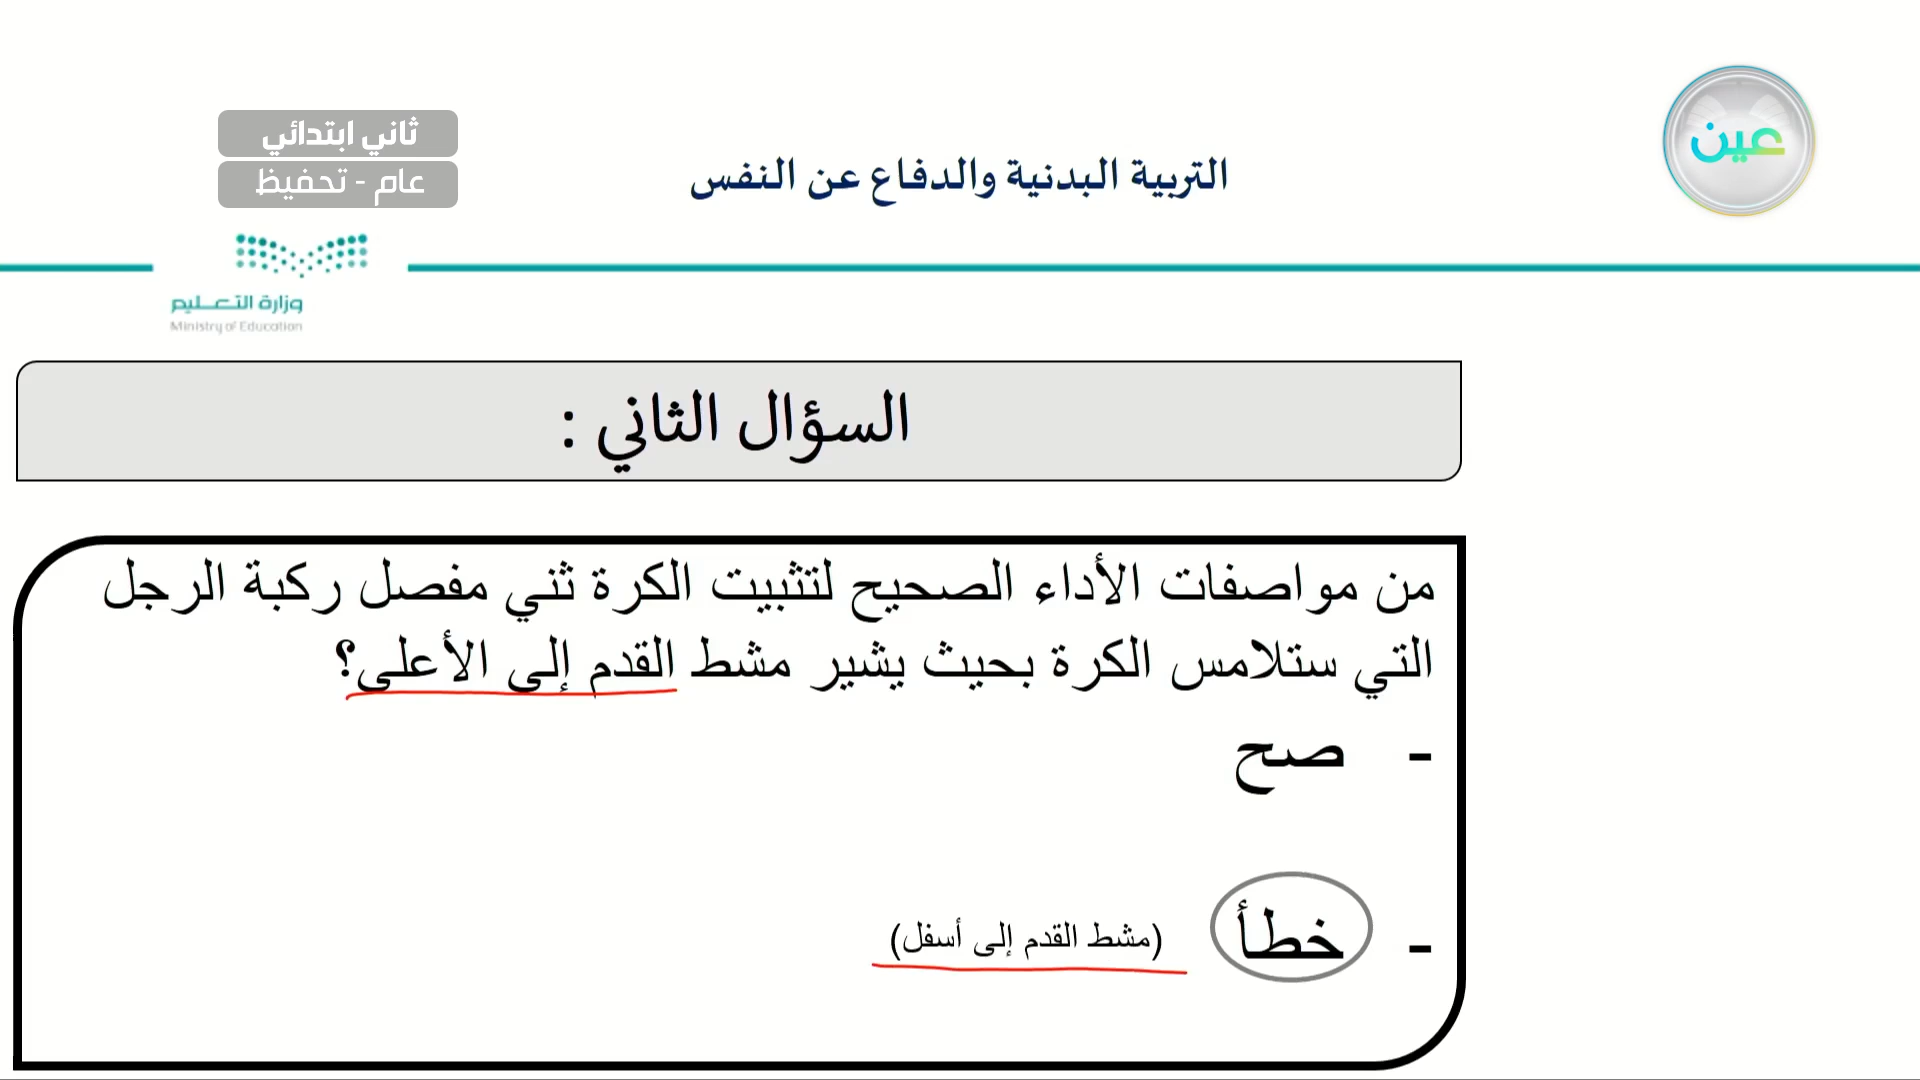 عين
ثاني ابتدائي
التربية البدنية والدفاع عن النفس
عام - تحفيظ
وزارة التعليم
Ministry of Education
السؤال الثاني :
من مواصفات الأداء الصحيح لتثبيت الكرة ثني مفصل ركبة الرجل
التي ستلامس الكرة بحيث يشير مشط القدم إلى الأعلى؟
- صح
- خطأ (مشط القدم إلى أسفل)